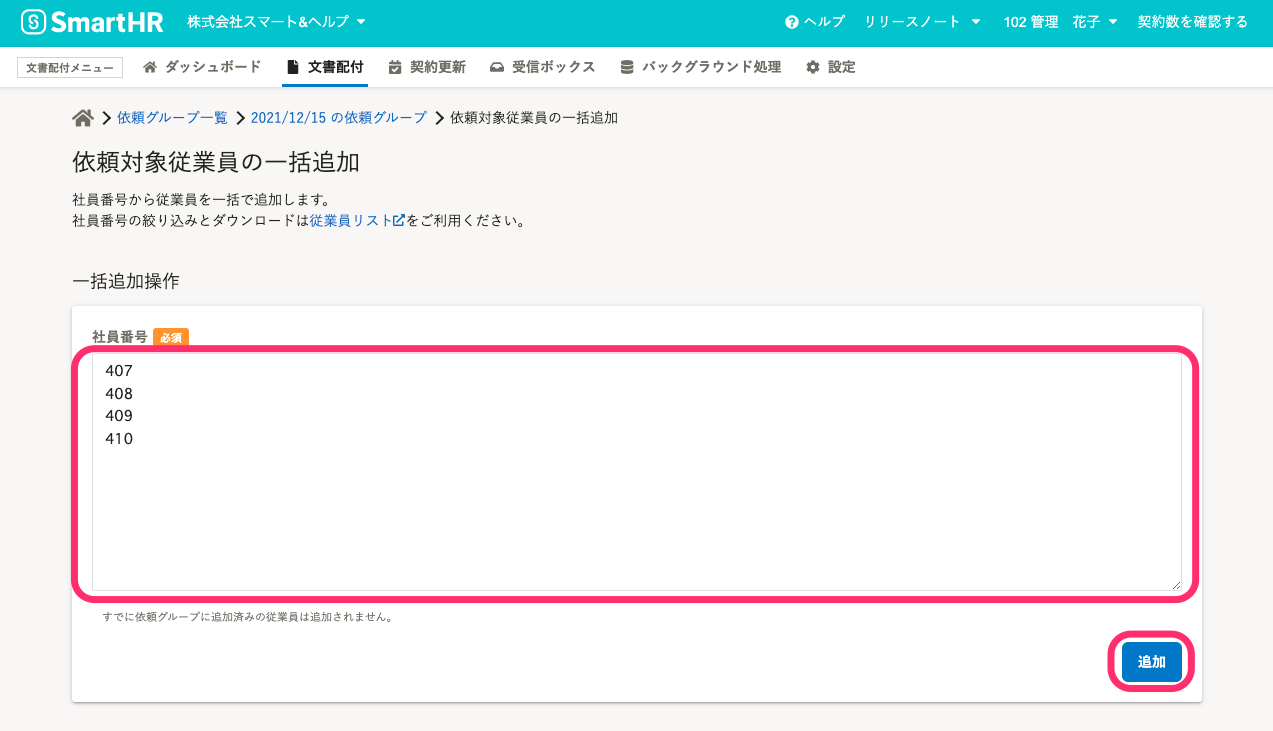 SmartHR 株式会社スマート&ヘルプ ヘルプ リリースノート 102 管理 花子 契約数を確認する
文書配付メニュー ダッシュボード 文書配付 契約更新 受信ボックス バックグラウンド処理 設定
依頼グループ一覧 2021/12/15 の依頼グループ 依頼対象従業員の一括追加
依頼対象従業員の一括追加
社員番号から従業員を一括で追加します。
社員番号の絞り込みとダウンロードは従業員リストをご利用ください。
一括追加操作
社員番号 必須
407
408
409
410
すでに依頼グループに追加済みの従業員は追加されません。
追加